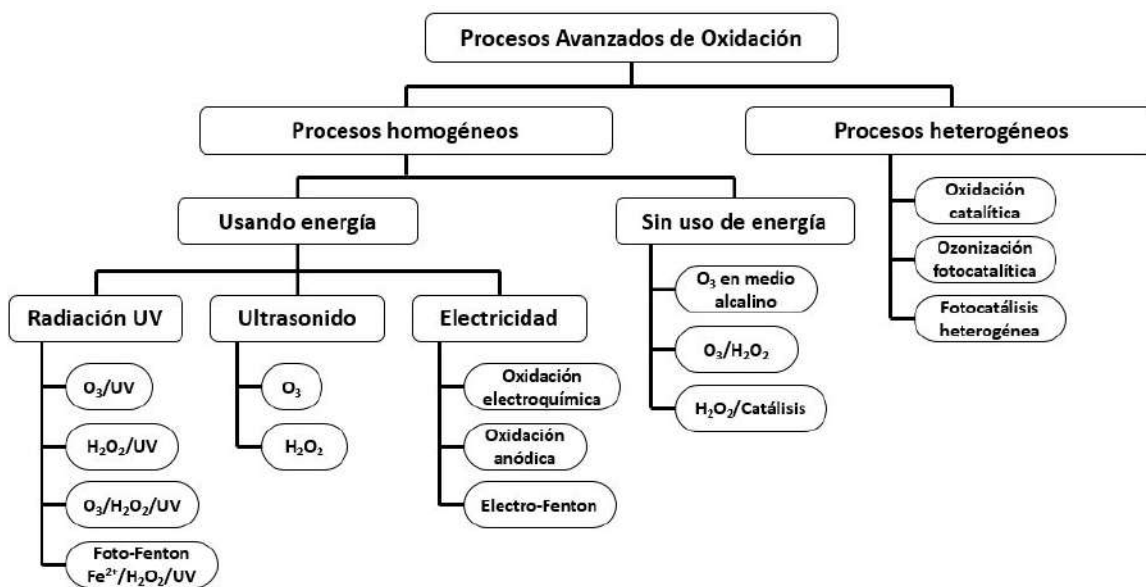 Procesos Avanzados de Oxidación
Procesos homogéneos
Procesos heterogéneos
Usando energía
Sin uso de energía
Oxidación
catalítica
Ozonización
fotocatalítica
Fotocatálisis
heterogénea
Radiación UV
Ultrasonido
Electricidad
O₃ en medio
alcalino
O₃/H₂O₂
H₂O₂/Catálisis
O₃/UV
H₂O₂/UV
O₃/H₂O₂/UV
Foto-Fenton
Fe²⁺/H₂O₂/UV
O₃
H₂O₂
Oxidación
electroquímica
Oxidación
anódica
Electro-Fenton